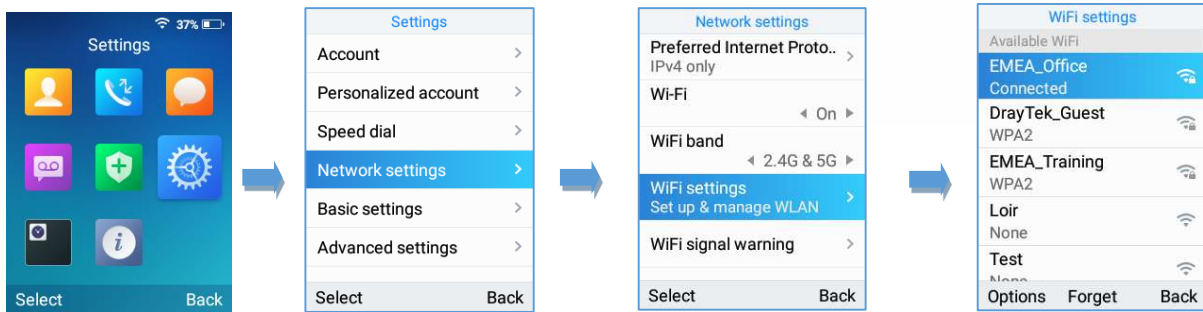 37%
Settings
Select Back
Settings
Account
Personalized account
Speed dial
Network settings
Basic settings
Advanced settings
Select Back
Network settings
Preferred Internet Proto..
IPv4 only
Wi-Fi
On
WiFi band
2.4G & 5G
WiFi settings
Set up & manage WLAN
WiFi signal warning
Select Back
WiFi settings
Available WiFi
EMEA_Office
Connected
DrayTek_Guest
WPA2
EMEA_Training
WPA2
Loir
None
Test
None
Options Forget Back